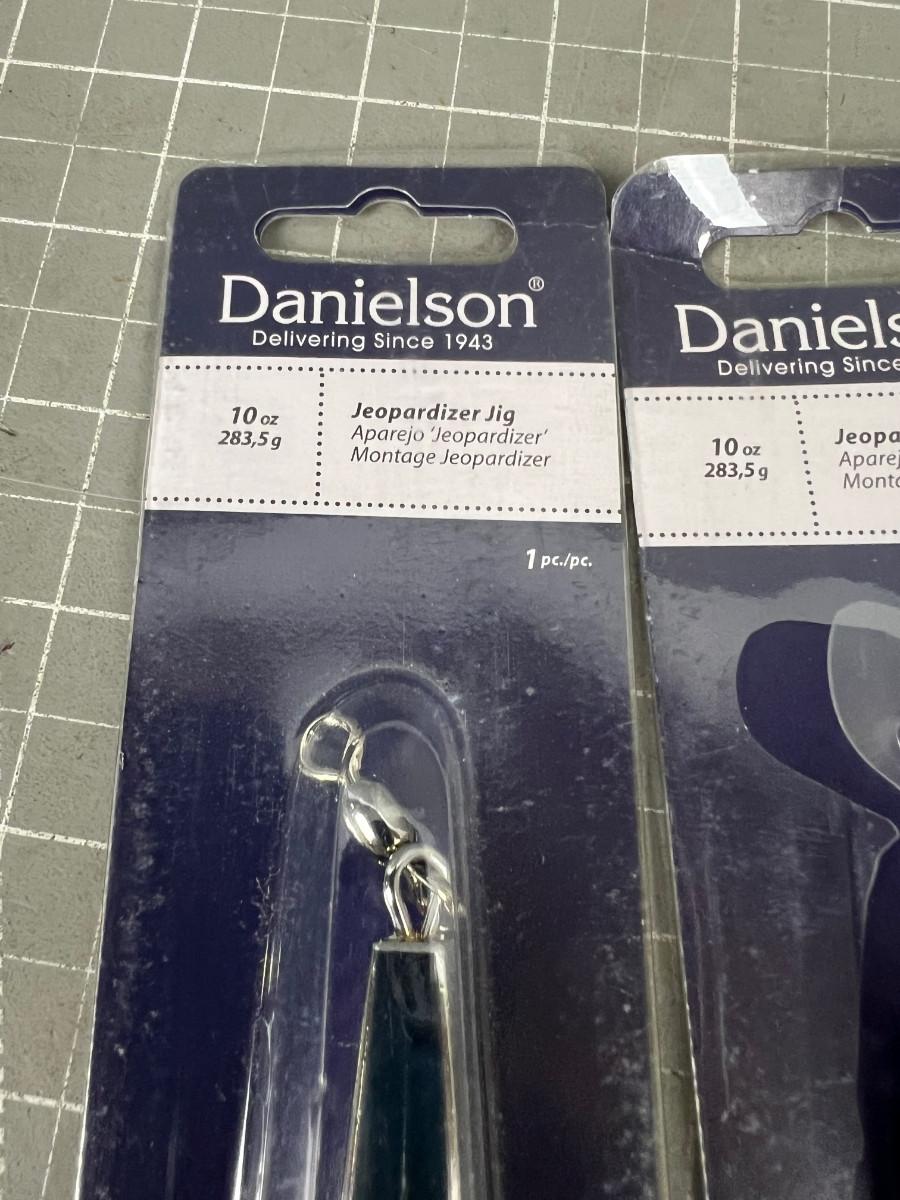 Danielson®
Delivering Since 1943
10 oz
283,5 g
Jeopardizer Jig
Aparejo 'Jeopardizer'
Montage Jeopardizer
1 pc./pc.
Daniels
Delivering Since
10 oz
283,5 g
Jeopa
Aparej
Monta